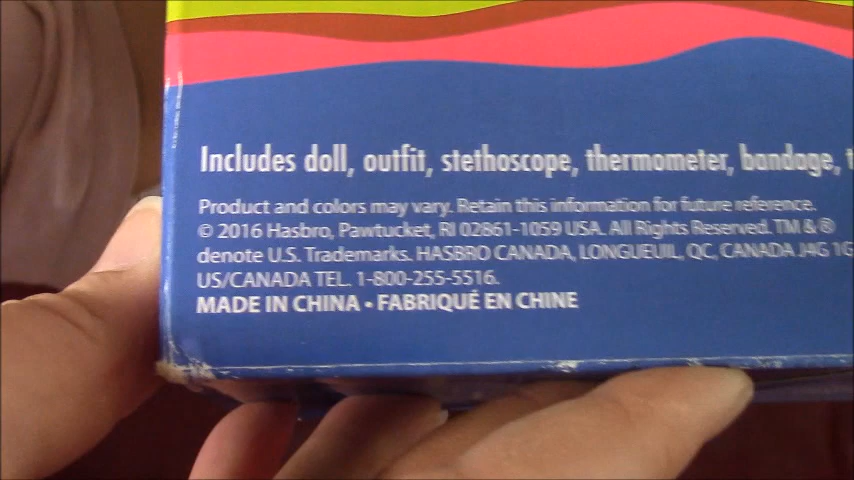 Includes doll, outfit, stethoscope, thermometer, bandage,
Product and colors may vary. Retain this information for future reference.
© 2016 Hasbro, Pawtucket, RI 02861-1059 USA. All Rights Reserved. TM & ®
denote U.S. Trademarks. HASBRO CANADA, LONGUEUIL, QC, CANADA J4G 1G
US/CANADA TEL. 1-800-255-5516.
MADE IN CHINA • FABRIQUÉ EN CHINE